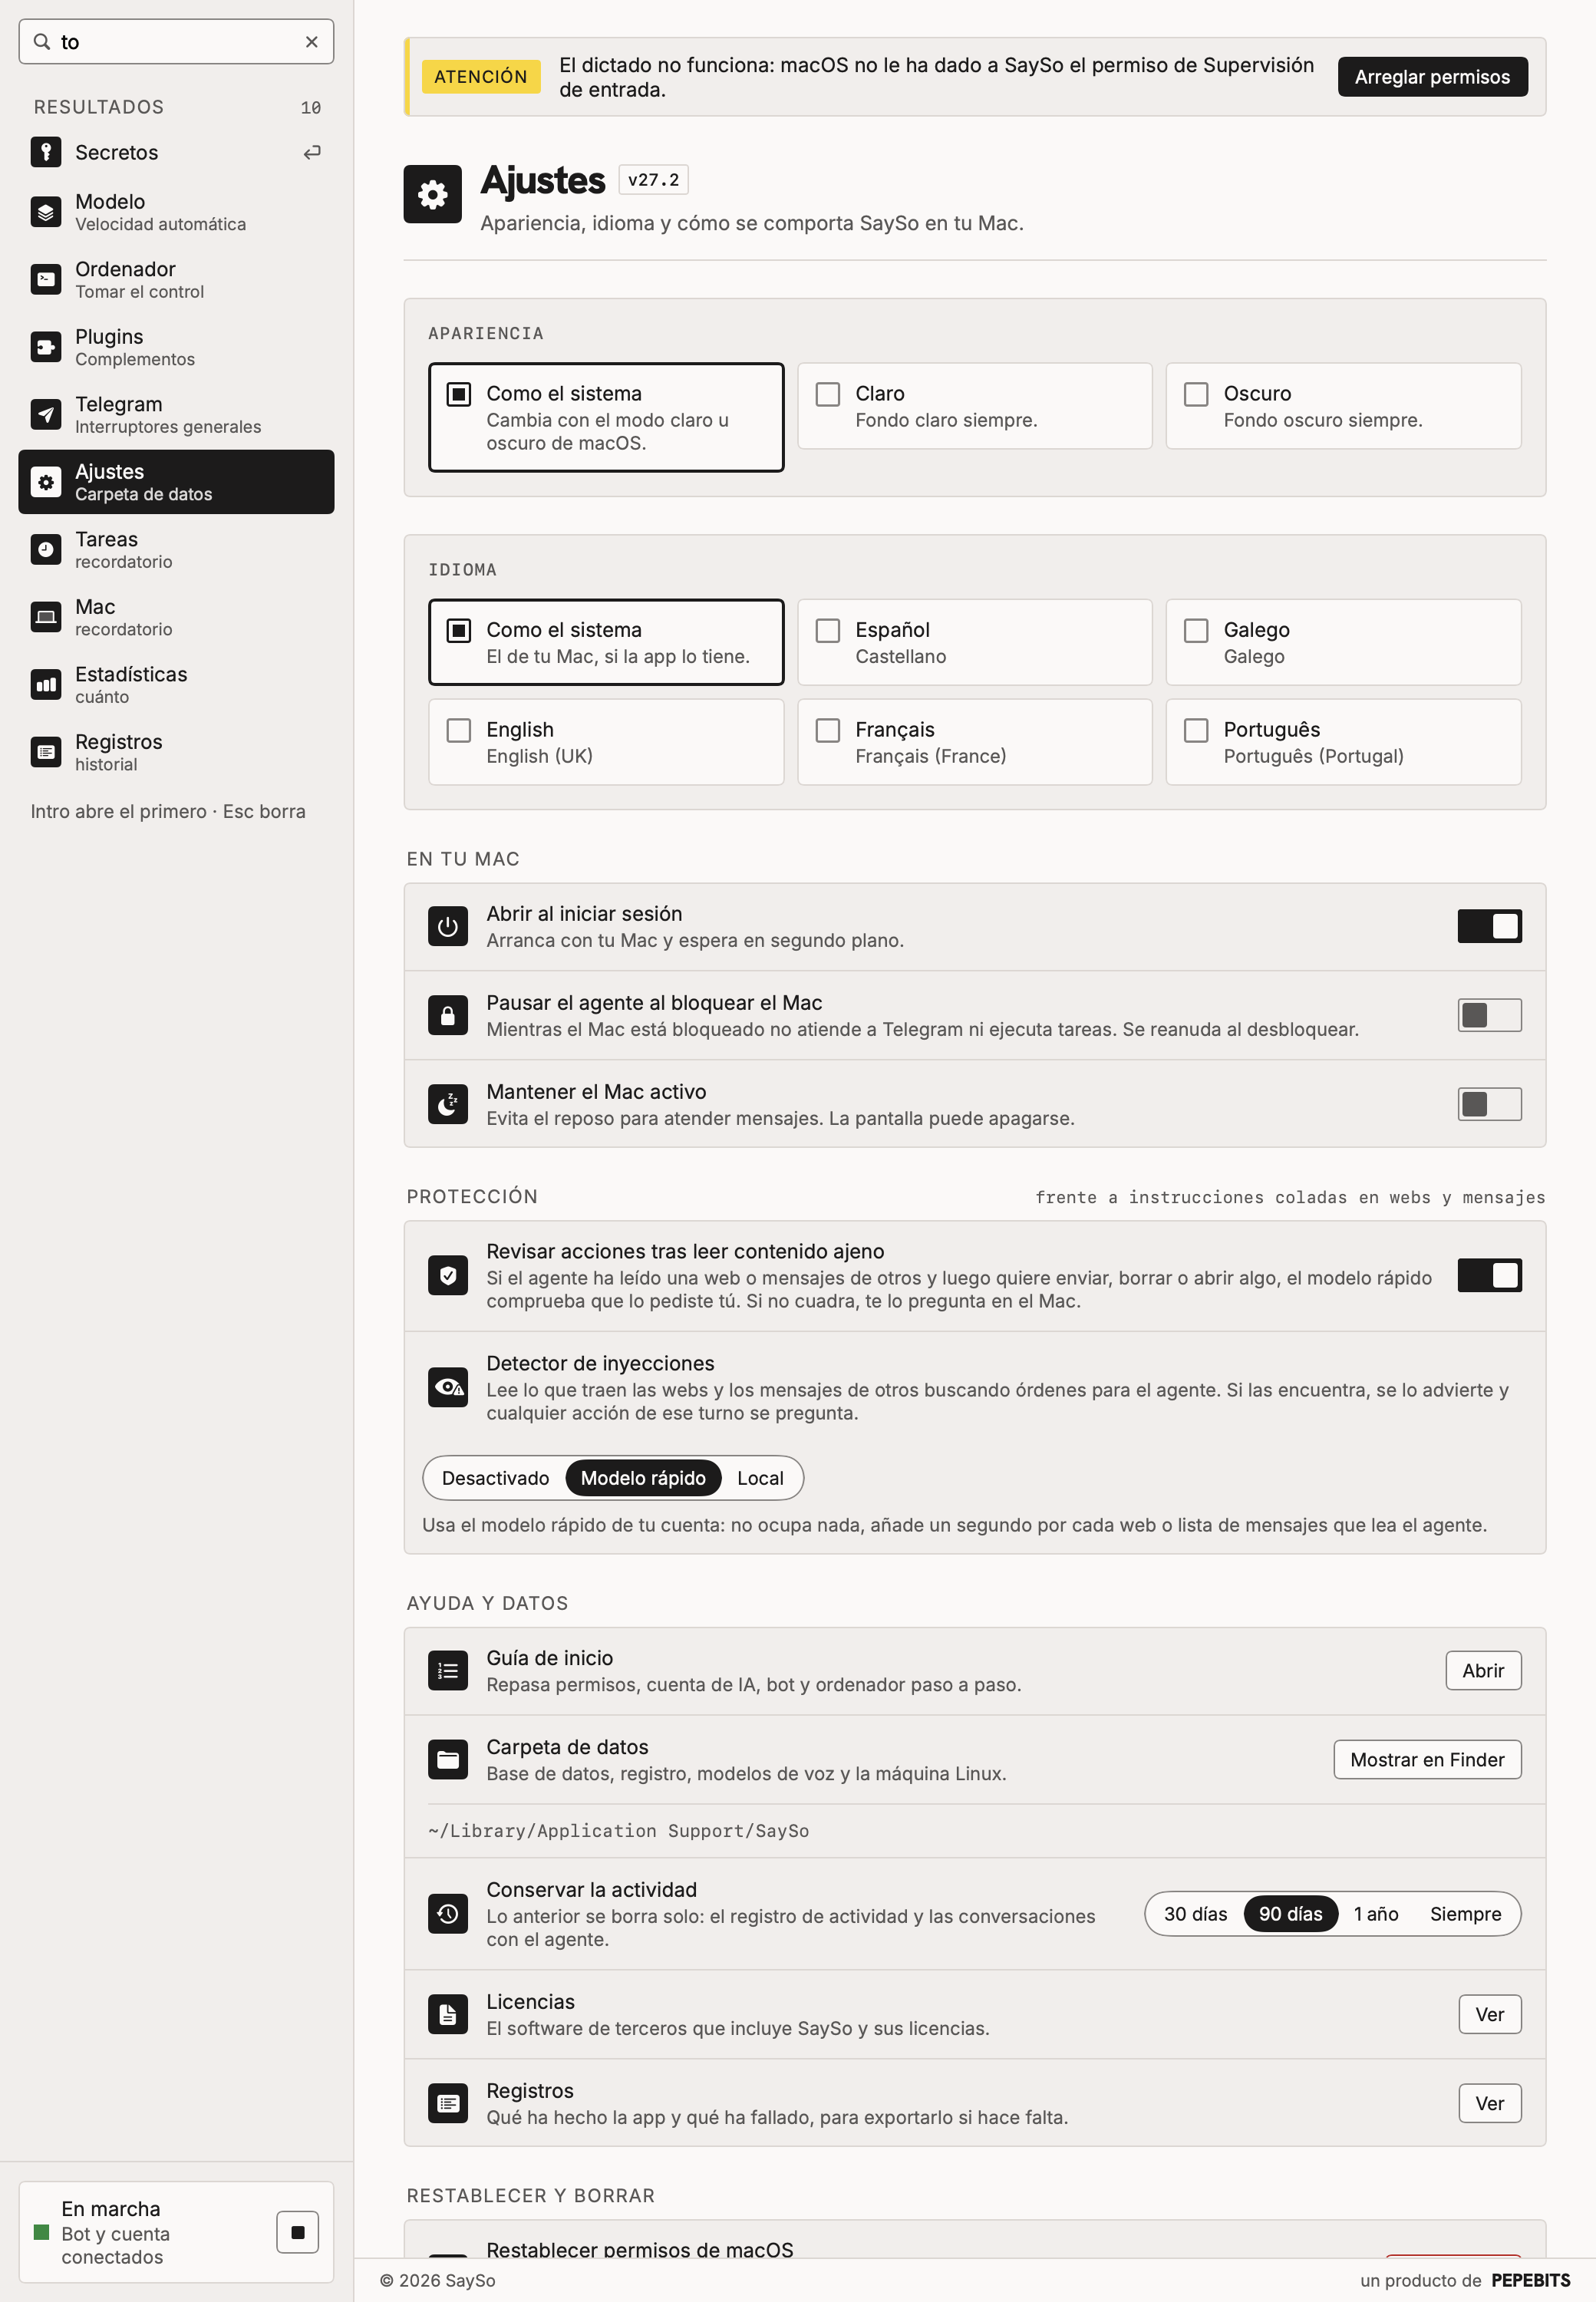 to
RESULTADOS 10
Secretos
Modelo
Velocidad automática
Ordenador
Tomar el control
Plugins
Complementos
Telegram
Interruptores generales
Ajustes
Carpeta de datos
Tareas
recordatorio
Mac
recordatorio
Estadísticas
cuánto
Registros
historial
Intro abre el primero · Esc borra
En marcha
Bot y cuenta
conectados
ATENCIÓN
El dictado no funciona: macOS no le ha dado a SaySo el permiso de Supervisión
de entrada.
Arreglar permisos
Ajustes v27.2
Apariencia, idioma y cómo se comporta SaySo en tu Mac.
APARIENCIA
Como el sistema
Cambia con el modo claro u
oscuro de macOS.
Claro
Fondo claro siempre.
Oscuro
Fondo oscuro siempre.
IDIOMA
Como el sistema
El de tu Mac, si la app lo tiene.
Español
Castellano
Galego
Galego
English
English (UK)
Français
Français (France)
Português
Português (Portugal)
EN TU MAC
Abrir al iniciar sesión
Arranca con tu Mac y espera en segundo plano.
Pausar el agente al bloquear el Mac
Mientras el Mac está bloqueado no atiende a Telegram ni ejecuta tareas. Se reanuda al desbloquear.
Mantener el Mac activo
Evita el reposo para atender mensajes. La pantalla puede apagarse.
PROTECCIÓN frente a instrucciones coladas en webs y mensajes
Revisar acciones tras leer contenido ajeno
Si el agente ha leído una web o mensajes de otros y luego quiere enviar, borrar o abrir algo, el modelo rápido
comprueba que lo pediste tú. Si no cuadra, te lo pregunta en el Mac.
Detector de inyecciones
Lee lo que traen las webs y los mensajes de otros buscando órdenes para el agente. Si las encuentra, se lo advierte y
cualquier acción de ese turno se pregunta.
Desactivado Modelo rápido Local
Usa el modelo rápido de tu cuenta: no ocupa nada, añade un segundo por cada web o lista de mensajes que lea el agente.
AYUDA Y DATOS
Guía de inicio
Repasa permisos, cuenta de IA, bot y ordenador paso a paso.
Abrir
Carpeta de datos
Base de datos, registro, modelos de voz y la máquina Linux.
Mostrar en Finder
~/Library/Application Support/SaySo
Conservar la actividad
Lo anterior se borra solo: el registro de actividad y las conversaciones
con el agente.
30 días 90 días 1 año Siempre
Licencias
El software de terceros que incluye SaySo y sus licencias.
Ver
Registros
Qué ha hecho la app y qué ha fallado, para exportarlo si hace falta.
Ver
RESTABLECER Y BORRAR
Restablecer permisos de macOS
© 2026 SaySo
un producto de PEPEBITS